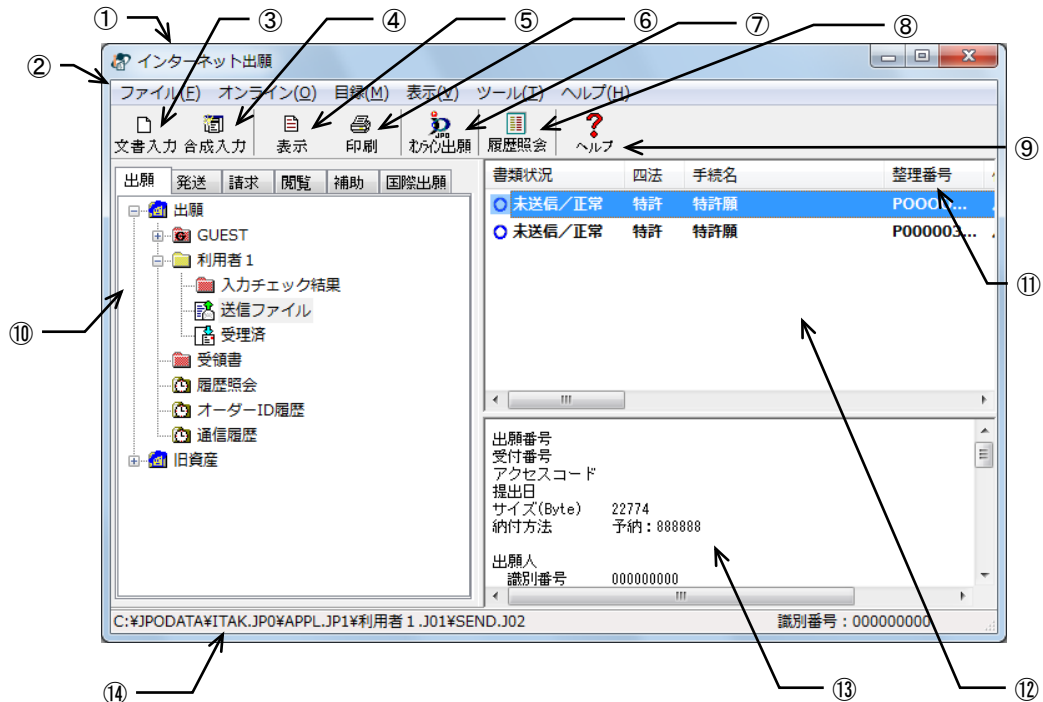 ① ③ ④ ⑤ ⑥ ⑦ ⑧
インターネット出願
②
ファイル(F) オンライン(O) 目録(M) 表示(V) ツール(T) ヘルプ(H)
文書入力 合成入力 表示 印刷 オンライン出願 履歴照会 ヘルプ
⑨
出願 発送 請求 閲覧 補助 国際出願
書類状況 四法 手続名 整理番号
未送信/正常 特許 特許願 P0000...
未送信/正常 特許 特許願 P000003...
⑪
出願
GUEST
利用者1
入力チェック結果
送信ファイル
受理済
受領書
履歴照会
オーダーID履歴
通信履歴
旧資産
⑩
出願番号
受付番号
アクセスコード
提出日
サイズ(Byte) 22774
納付方法 予納:888888
出願人
識別番号 000000000
C:¥JPODATA¥ITAK.JP0¥APPL.JP1¥利用者1.J01¥SEND.J02 識別番号:000000000
⑭ ⑬ ⑫